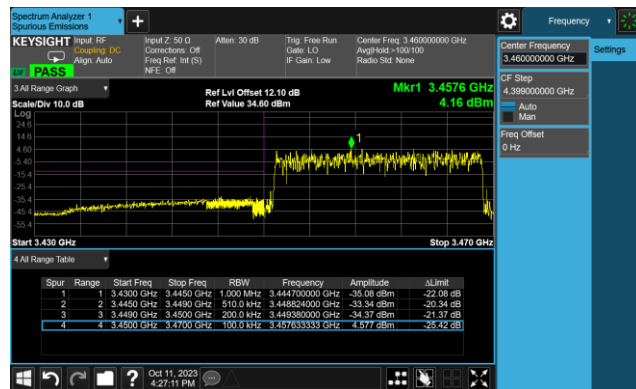 Spectrum Analyzer 1
Spurious Emissions
Frequency
KEYSIGHT Input: RF Input Z: 50 Ω Atten: 30 dB Trig: Free Run Center Freq: 3.460000000 GHz
Coupling: DC Corrections: Off Gate: LO Avg|Hold:>100/100
Align: Auto Freq Ref: Int (S) IF Gain: Low Radio Std: None
NFE: Off
LV PASS
Center Frequency
3.460000000 GHz
Settings
CF Step
4.399000000 GHz
Auto
Man
Freq Offset
0 Hz
3 All Range Graph
Ref Lvl Offset 12.10 dB
Mkr1 3.4576 GHz
Scale/Div 10.0 dB Ref Value 34.60 dBm 4.16 dBm
Log
24.6
14.6
4.60
-5.40
-15.4
-25.4
-35.4
-45.4
-55.4
1
Start 3.430 GHz Stop 3.470 GHz
4 All Range Table
Spur Range Start Freq Stop Freq RBW Frequency Amplitude ΔLimit
1 1 3.4300 GHz 3.4450 GHz 1.000 MHz 3.444700000 GHz -35.08 dBm -22.08 dB
2 2 3.4450 GHz 3.4490 GHz 510.0 kHz 3.448824000 GHz -33.34 dBm -20.34 dB
3 3 3.4490 GHz 3.4500 GHz 200.0 kHz 3.449380000 GHz -34.37 dBm -21.37 dB
4 4 3.4500 GHz 3.4700 GHz 100.0 kHz 3.457633333 GHz 4.577 dBm -25.42 dB
Oct 11, 2023
4:27:11 PM